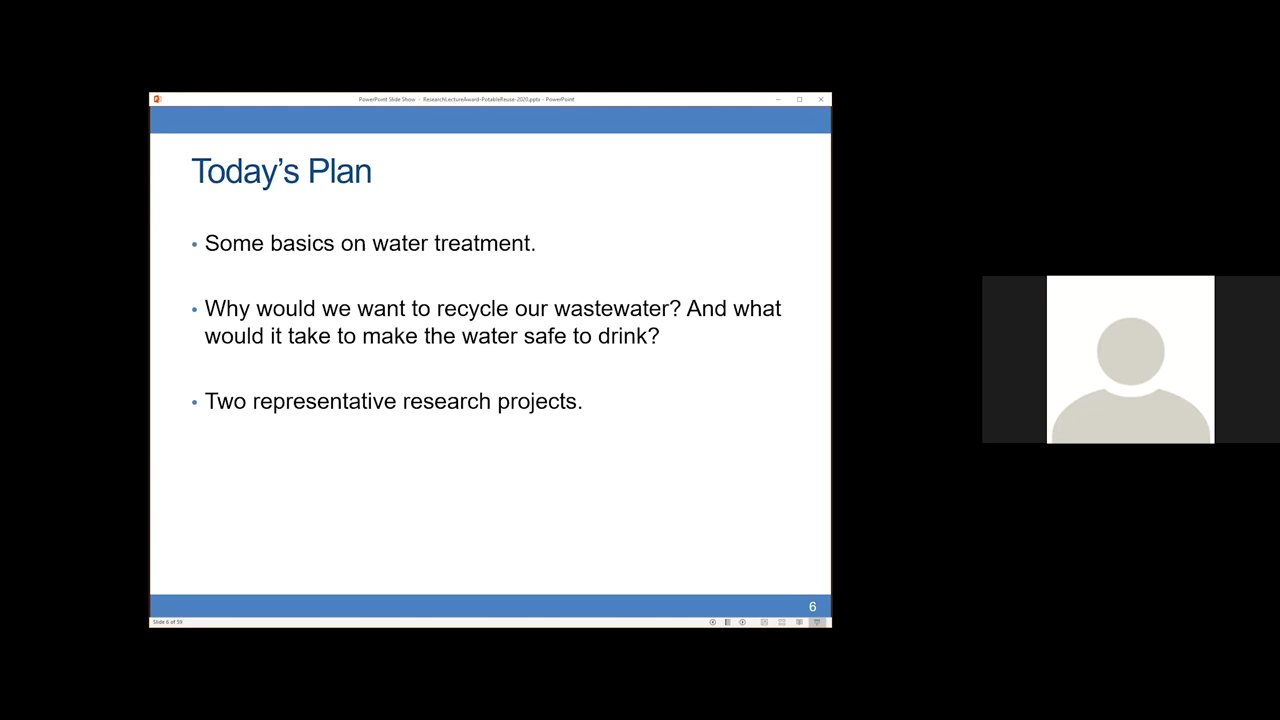 PowerPoint Slide Show - ResearchLectureAward-PotableReuse-2020.pptx - PowerPoint
Today's Plan
• Some basics on water treatment.
• Why would we want to recycle our wastewater? And what
would it take to make the water safe to drink?
• Two representative research projects.
6
Slide 6 of 59